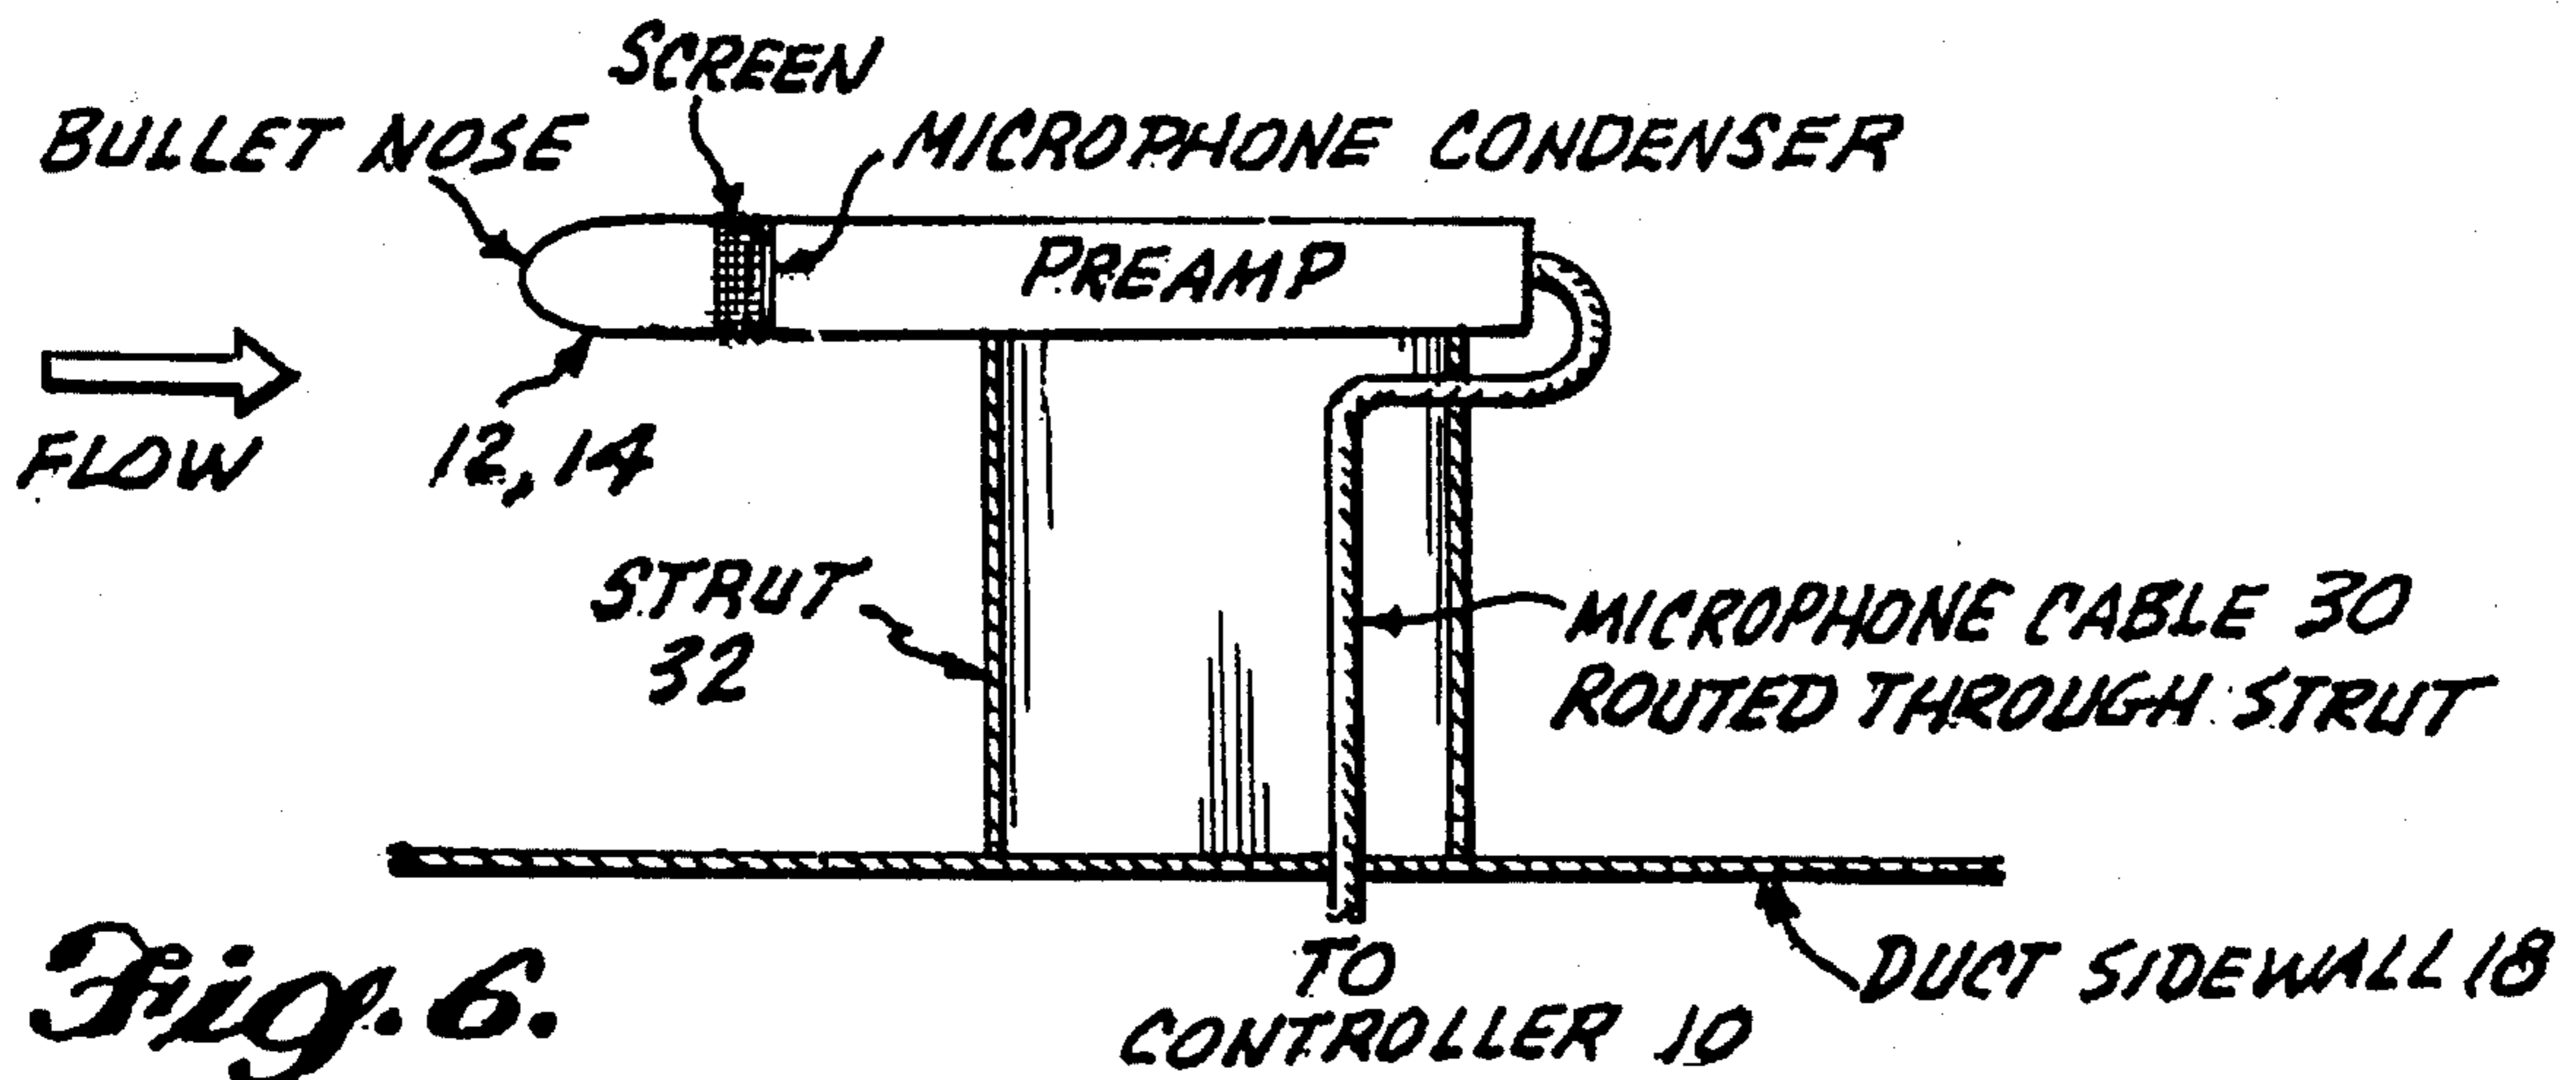 SCREEN
BULLET NOSE
MICROPHONE CONDENSER
PREAMP
FLOW
12, 14
STRUT
32
MICROPHONE CABLE 30
ROUTED THROUGH STRUT
TO
CONTROLLER 10
DUCT SIDEWALL 18
Fig. 6.